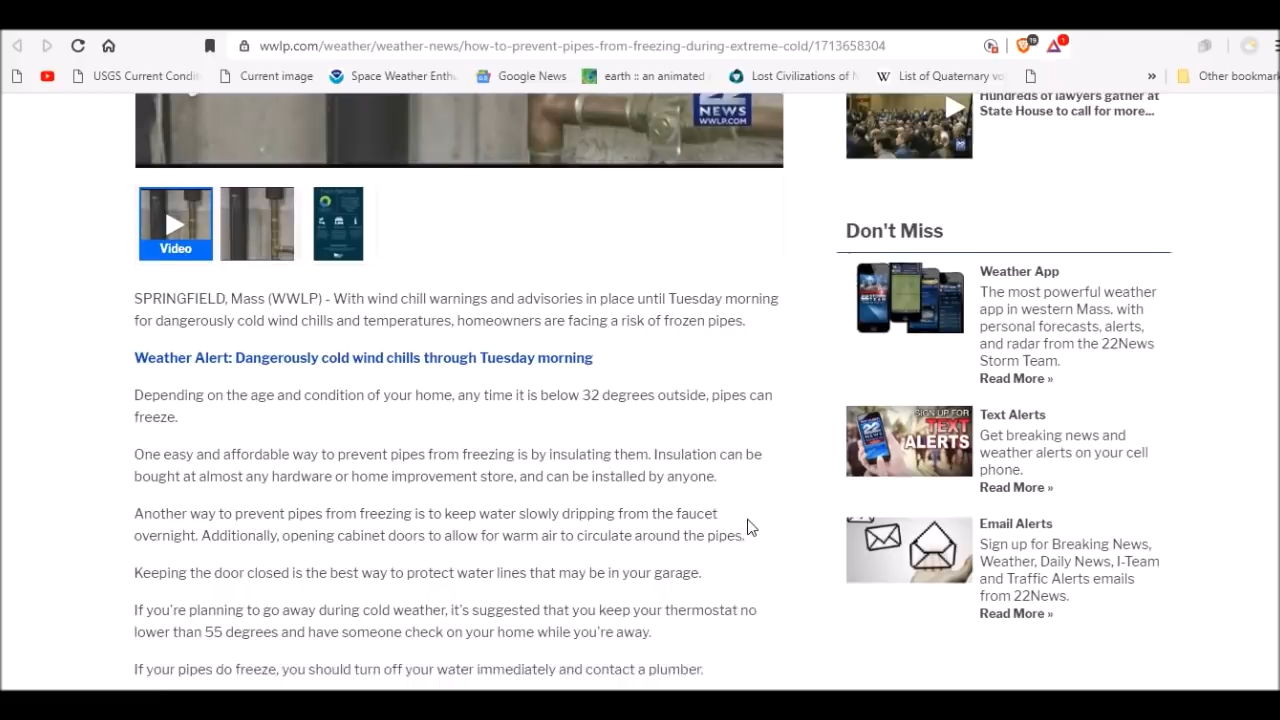 wwlp.com/weather/weather-news/how-to-prevent-pipes-from-freezing-during-extreme-cold/1713658304
19
1
USGS Current Condi
Current image
Space Weather Enth
Google News
earth :: an animated
Lost Civilizations of N
List of Quaternary vo
»
Other bookmar
22
NEWS
WWLP.COM
Hundreds of lawyers gather at
State House to call for more...
Video
Don't Miss
SPRINGFIELD, Mass (WWLP) - With wind chill warnings and advisories in place until Tuesday morning
for dangerously cold wind chills and temperatures, homeowners are facing a risk of frozen pipes.
Weather Alert: Dangerously cold wind chills through Tuesday morning
Depending on the age and condition of your home, any time it is below 32 degrees outside, pipes can
freeze.
One easy and affordable way to prevent pipes from freezing is by insulating them. Insulation can be
bought at almost any hardware or home improvement store, and can be installed by anyone.
Another way to prevent pipes from freezing is to keep water slowly dripping from the faucet
overnight. Additionally, opening cabinet doors to allow for warm air to circulate around the pipes.
Keeping the door closed is the best way to protect water lines that may be in your garage.
If you're planning to go away during cold weather, it's suggested that you keep your thermostat no
lower than 55 degrees and have someone check on your home while you're away.
If your pipes do freeze, you should turn off your water immediately and contact a plumber.
Weather App
The most powerful weather
app in western Mass. with
personal forecasts, alerts,
and radar from the 22News
Storm Team.
Read More »
SIGN UP FOR
TEXT
ALERTS
22
Text Alerts
Get breaking news and
weather alerts on your cell
phone.
Read More »
Email Alerts
Sign up for Breaking News,
Weather, Daily News, I-Team
and Traffic Alerts emails
from 22News.
Read More »